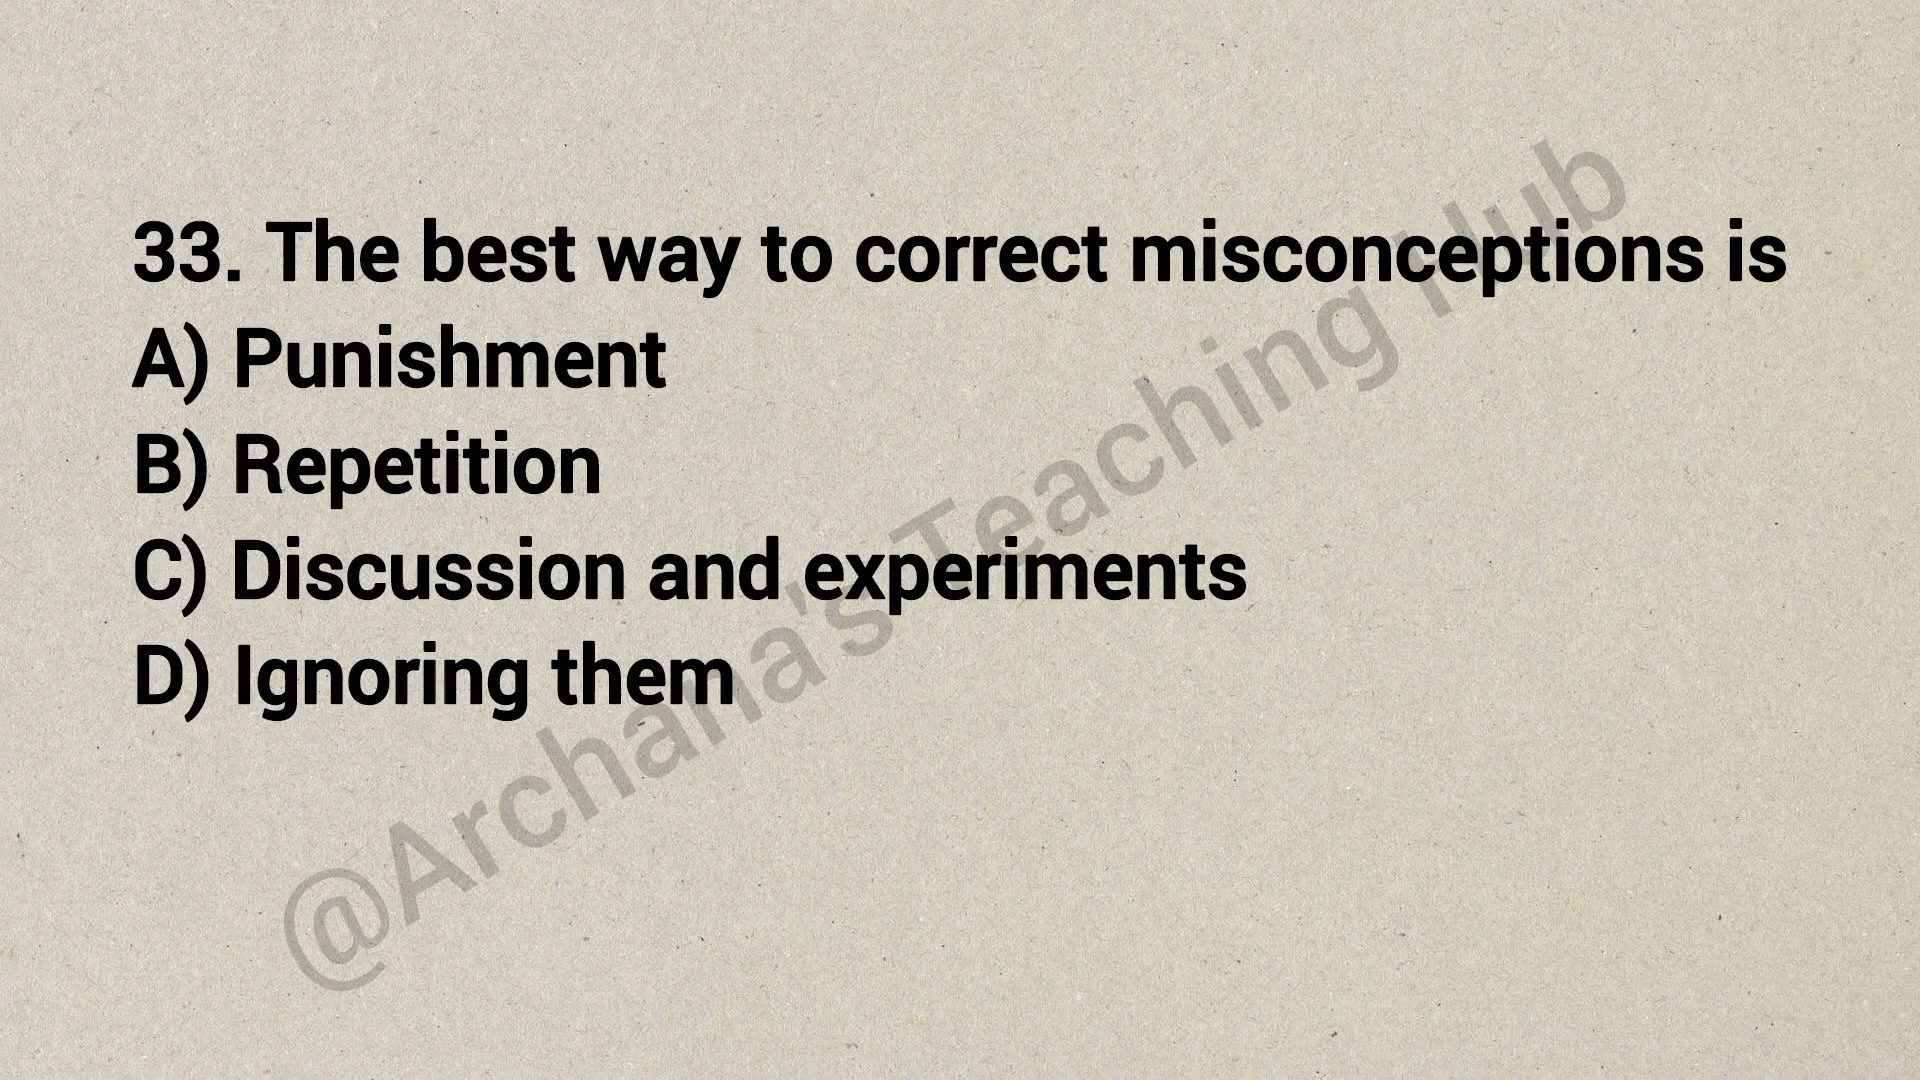 33. The best way to correct misconceptions is
A) Punishment
B) Repetition
C) Discussion and experiments
D) Ignoring them
@Archana's Teaching Hub